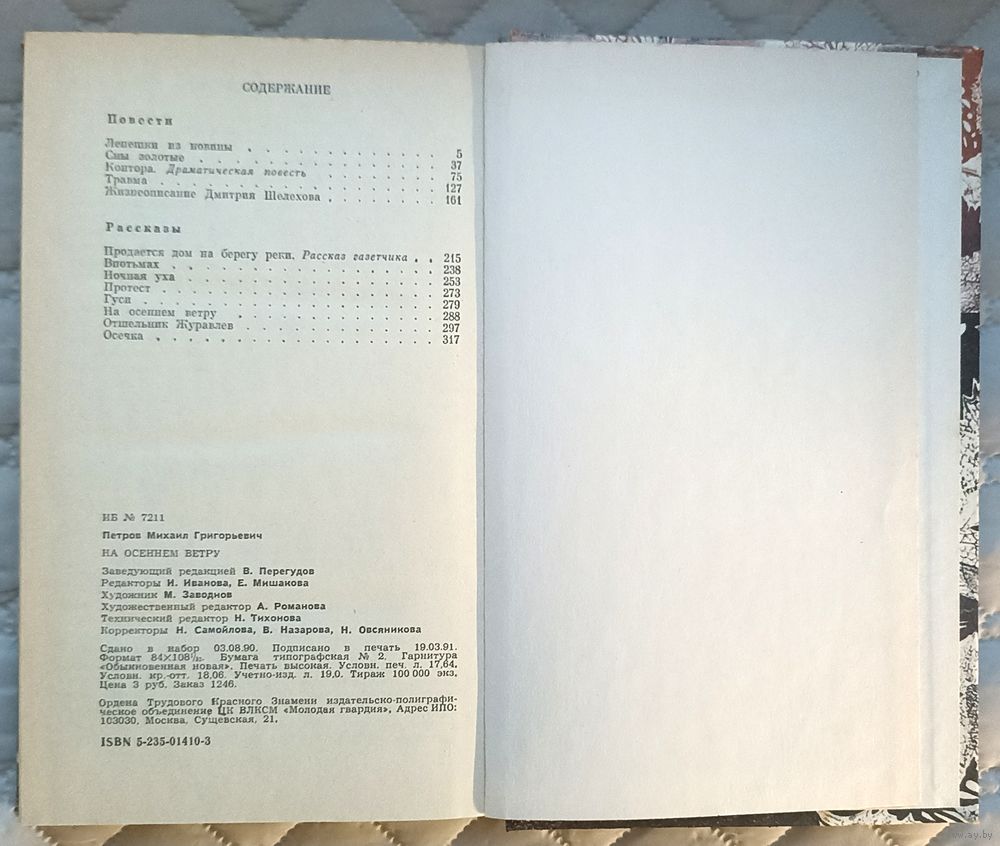 СОДЕРЖАНИЕ
Повести
Лепешки из ковины . . . . . . . . . . 5
Сны золотые . . . . . . . . . . 37
Контора. Драматическая повесть . . . . . . . 75
Травма . . . . . . . . . . 127
Жизнеописание Дмитрия Шелехова . . . . . . . 161
Рассказы
Продается дом на берегу реки. Рассказ газетчика . . 215
Впотьмах . . . . . . . . . . 238
Ночная уха . . . . . . . . . . 253
Протест . . . . . . . . . . 273
Гуси . . . . . . . . . . 279
На осеннем ветру . . . . . . . . . . 288
Отшельник Журавлев . . . . . . . . . . 297
Осечка . . . . . . . . . . 317
ИБ № 7211
Петров Михаил Григорьевич
НА ОСЕННЕМ ВЕТРУ
Заведующий редакцией В. Перегудов
Редакторы И. Иванова, Е. Мишакова
Художник М. Заводнов
Художественный редактор А. Романова
Технический редактор Н. Тихонова
Корректоры Н. Самойлова, В. Назарова, Н. Овсяникова
Сдано в набор 03.08.90. Подписано в печать 19.03.91.
Формат 84×108¹/₃₂. Бумага типографская № 2. Гарнитура
«Обыкновенная новая». Печать высокая. Условн. печ. л. 17,64.
Условн. кр.-отт. 18,06. Учетно-изд. л. 19,0. Тираж 100 000 экз.
Цена 3 руб. Заказ 1246.
Ордена Трудового Красного Знамени издательско-полиграфи-
ческое объединение ЦК ВЛКСМ «Молодая гвардия», Адрес ИПО:
103030, Москва, Сущевская, 21.
ISBN 5-235-01410-3
www.ay.by